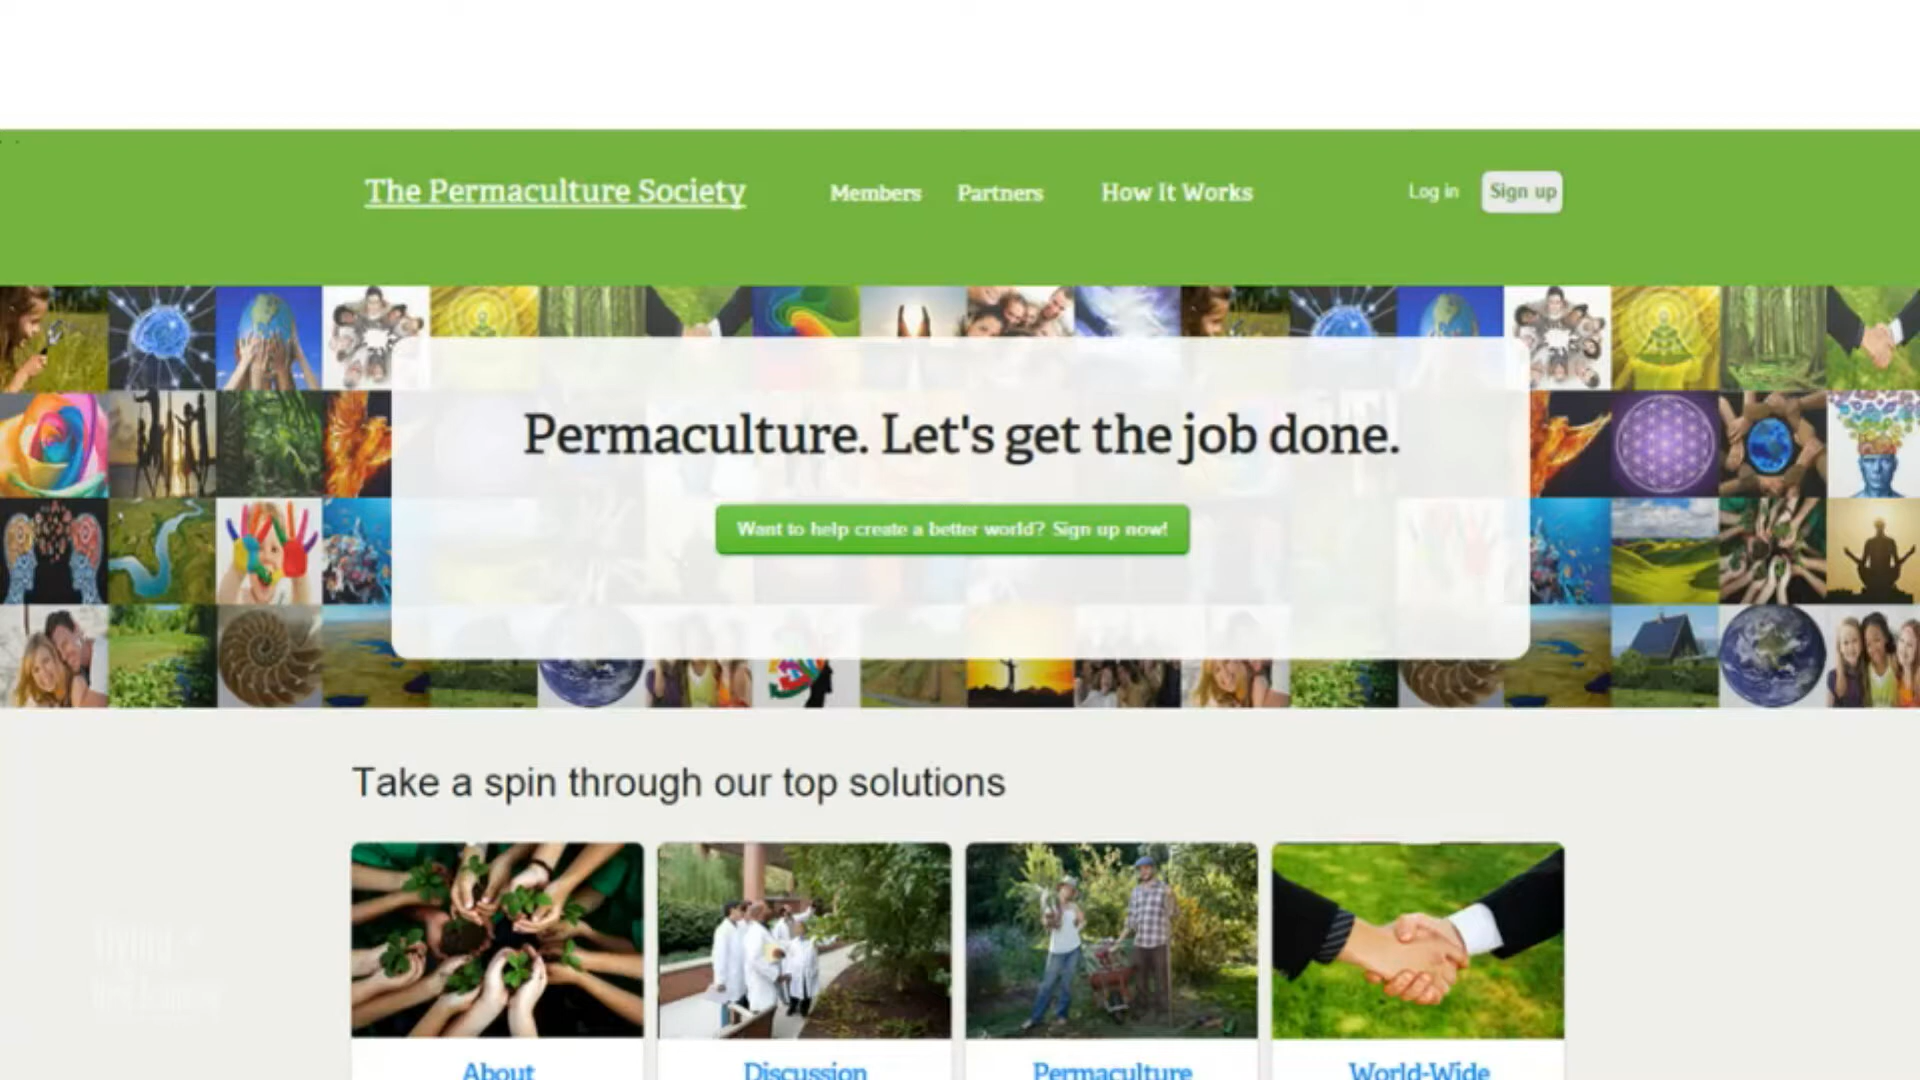 The Permaculture Society
Members
Partners
How It Works
Log in
Sign up
Permaculture. Let's get the job done.
Want to help create a better world? Sign up now!
Take a spin through our top solutions
About
Discussion
Permaculture
World-Wide